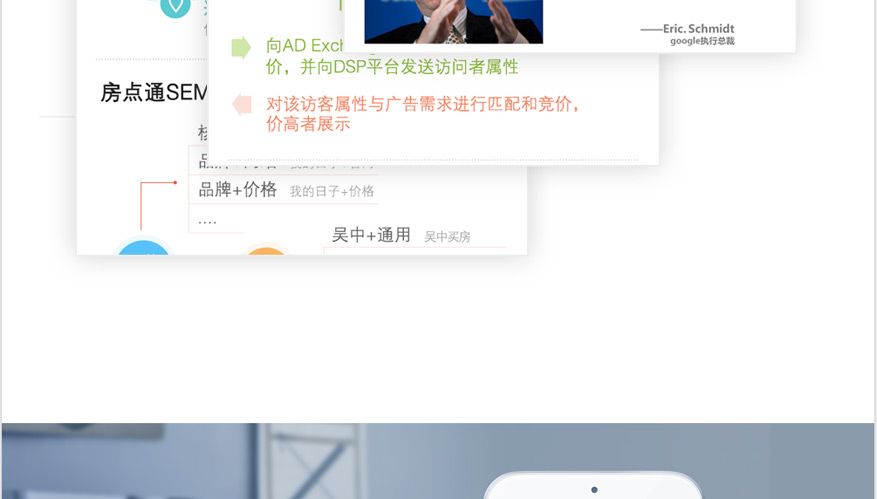 ——Eric. Schmidt
google执行总裁
向AD Exch
价，并向DSP平台发送访问者属性
对该访客属性与广告需求进行匹配和竞价，
价高者展示
房点通SEM
品牌+价格 我的日子+价格
....
吴中+通用 吴中买房